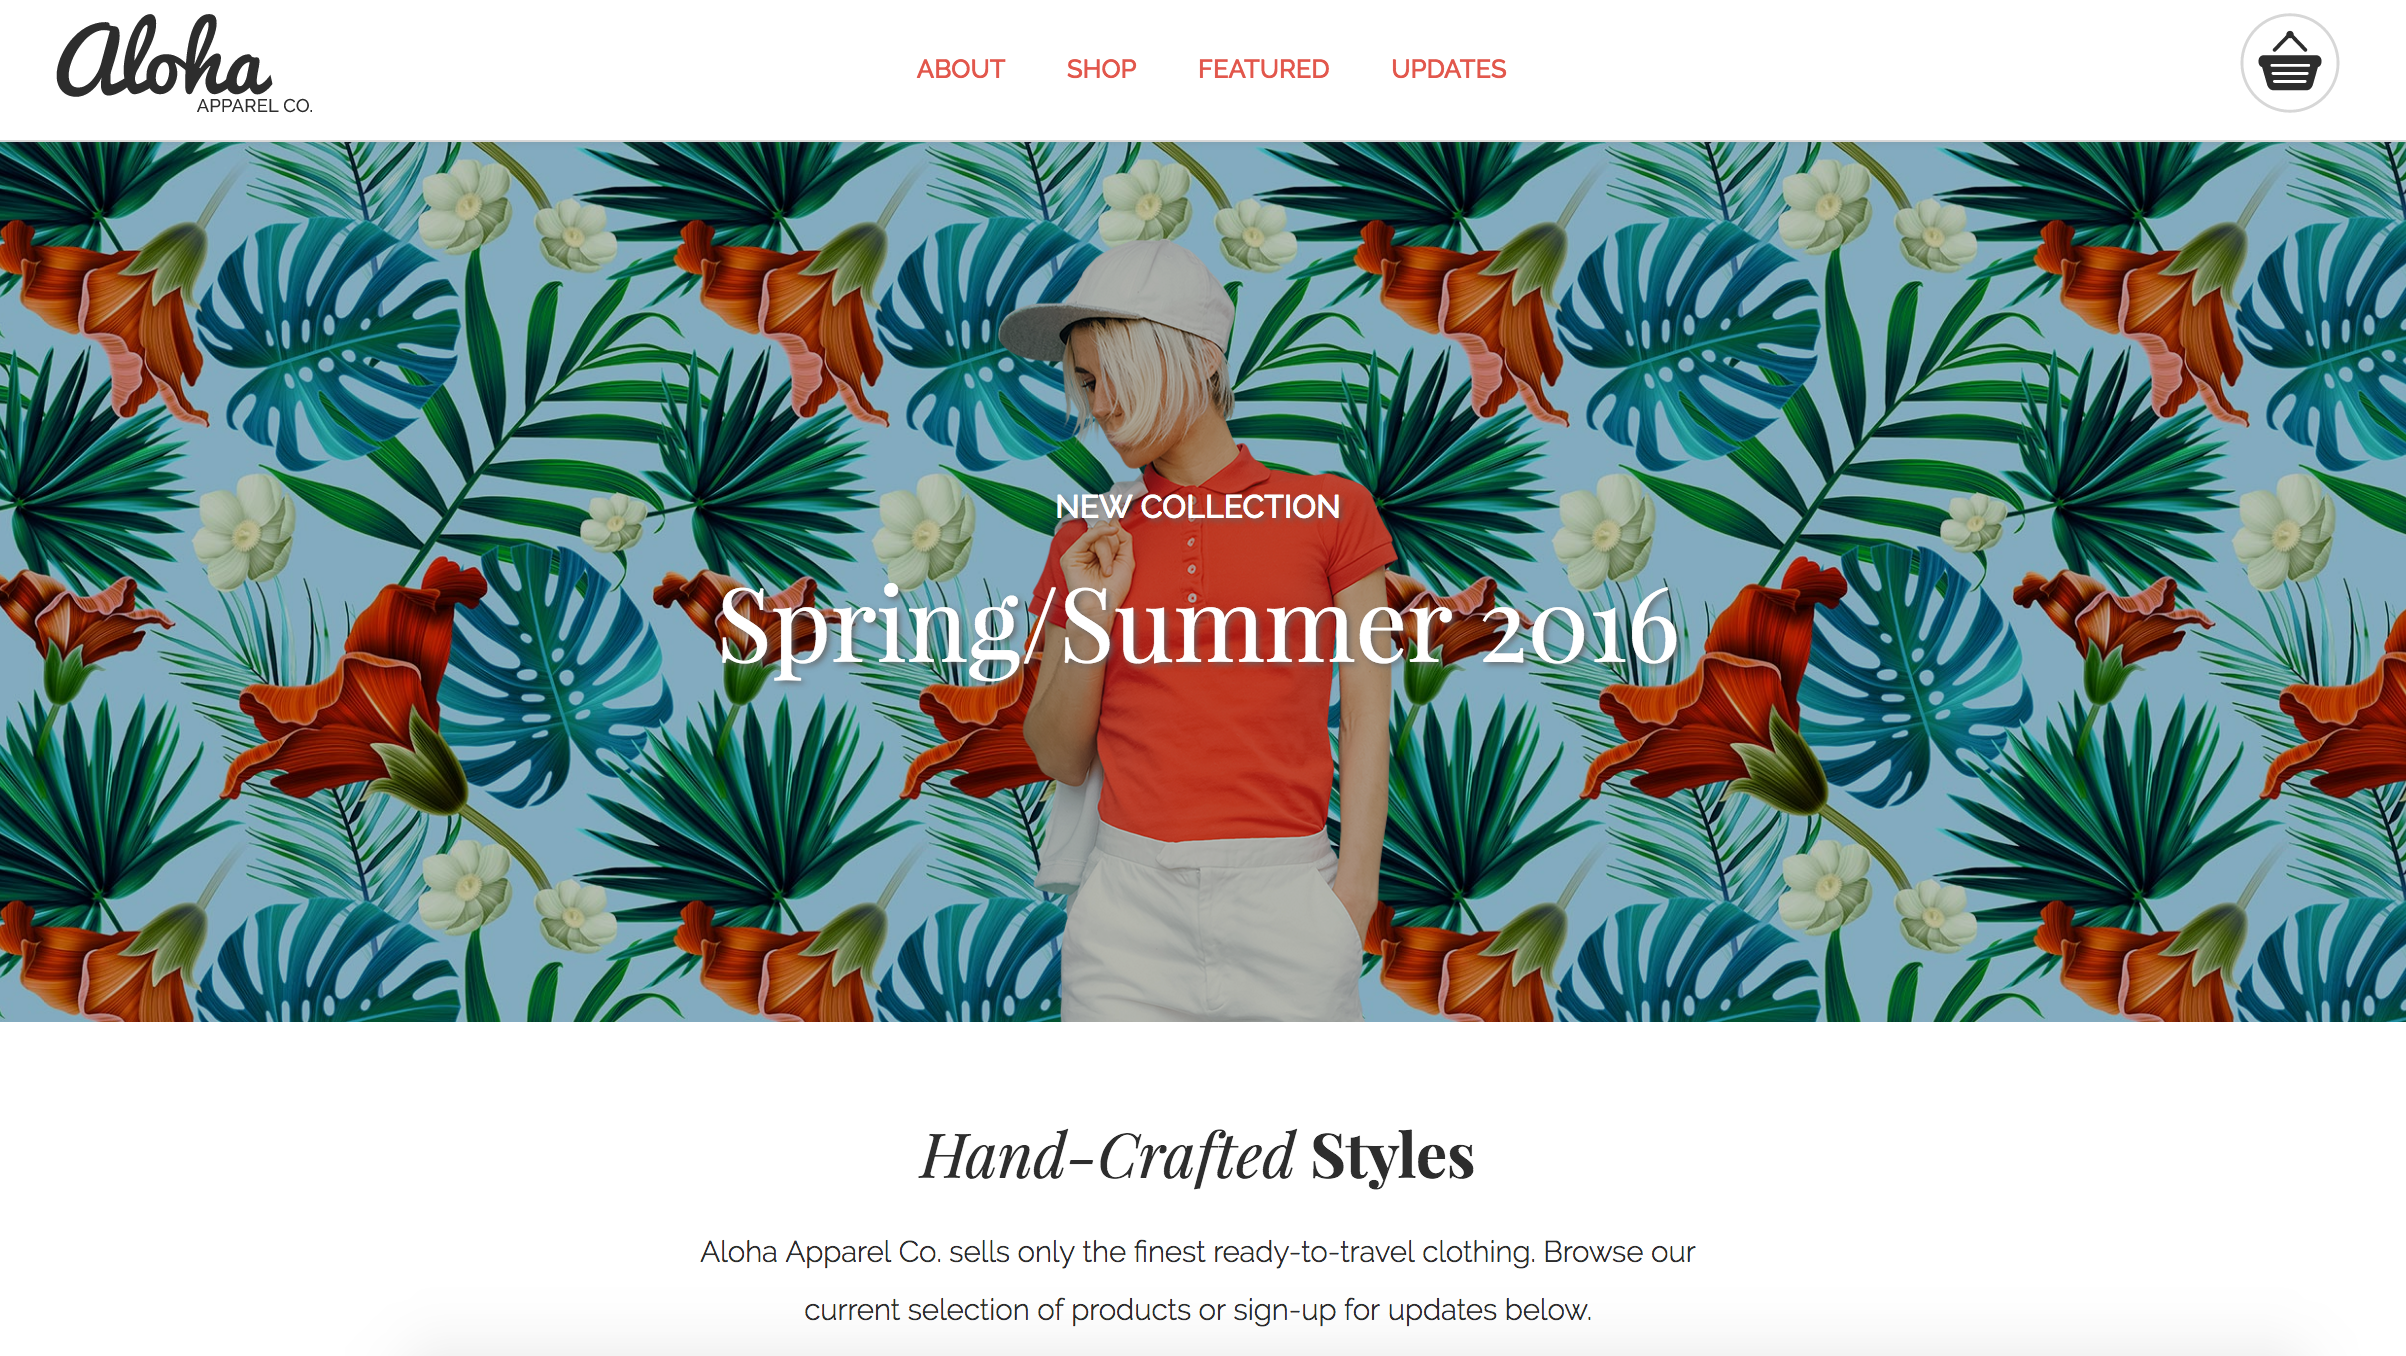 Aloha
APPAREL CO.
ABOUT SHOP FEATURED UPDATES
NEW COLLECTION
Spring/Summer 2016
Hand-Crafted Styles
Aloha Apparel Co. sells only the finest ready-to-travel clothing. Browse our
current selection of products or sign-up for updates below.